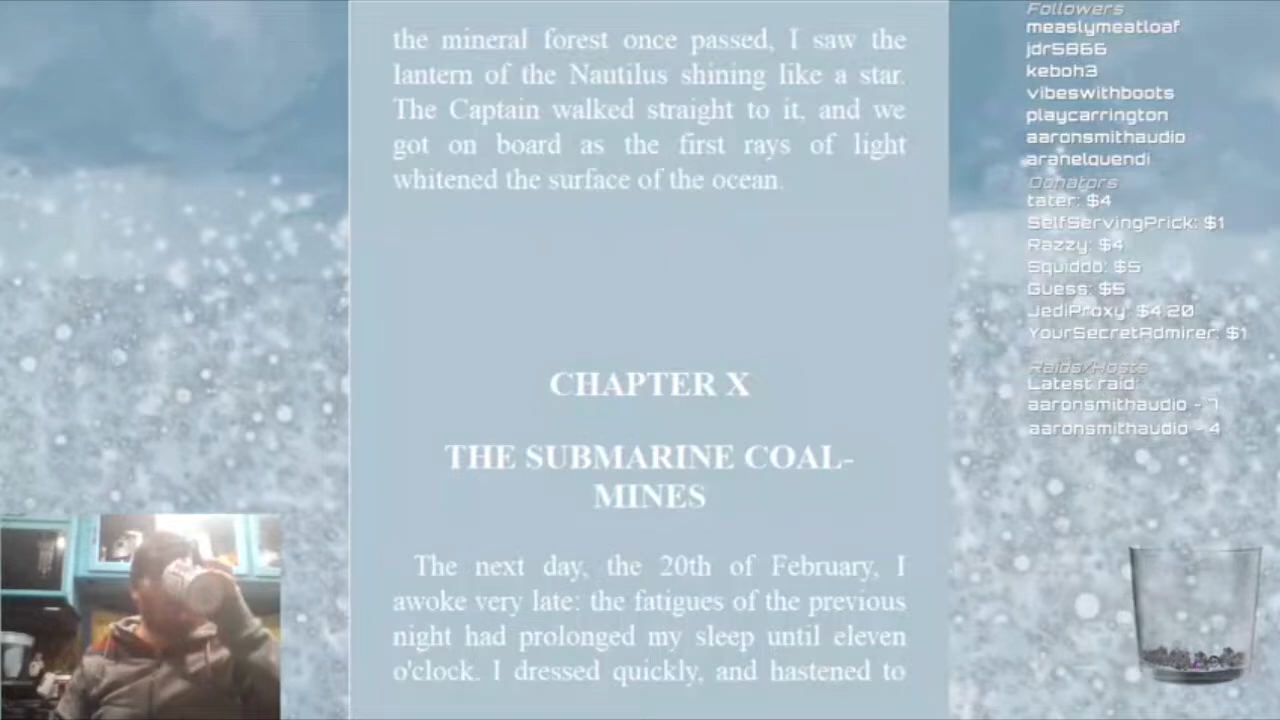 the mineral forest once passed, I saw the
lantern of the Nautilus shining like a star.
The Captain walked straight to it, and we
got on board as the first rays of light
whitened the surface of the ocean.
CHAPTER X
THE SUBMARINE COAL-
MINES
The next day, the 20th of February, I
awoke very late: the fatigues of the previous
night had prolonged my sleep until eleven
o'clock. I dressed quickly, and hastened to
Followers
measlymeatloaf
jdr5866
keboh3
vibeswithboots
playcarrington
aaronsmithaudio
aranelquendi
Donators
tater: $4
SelfServingPrick: $1
Razzy: $4
Squiddo: $5
Guess: $5
JediProxy: $4.20
YourSecretAdmirer: $1
Raids/Hosts
Latest raid:
aaronsmithaudio - 7
aaronsmithaudio - 4